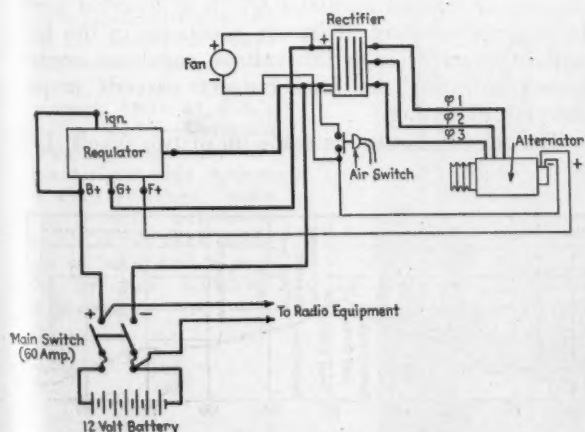 Rectifier
+
+
Fan
−
φ1
φ2
φ3
Alternator
ign.
Regulator
Air Switch
+
B+ G+ F+
+ −
To Radio Equipment
Main Switch
(60 Amp.)
12 Volt Battery